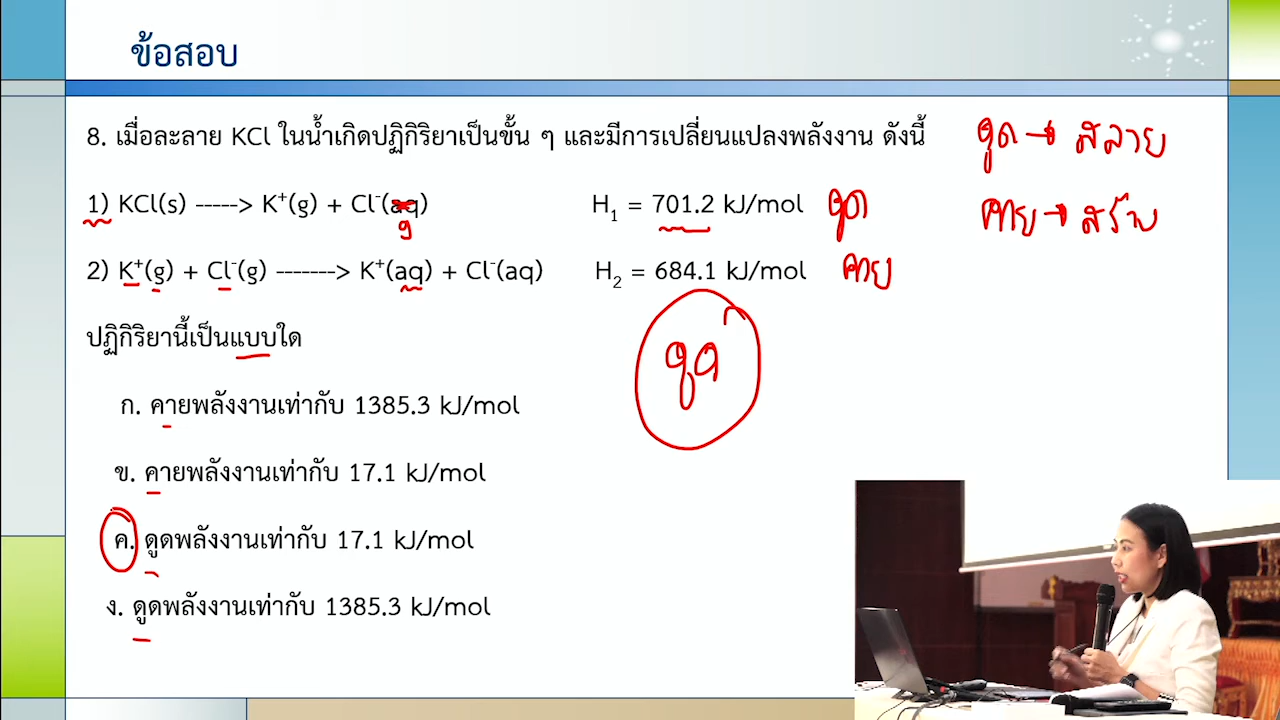 ข้อสอบ
8. เมื่อละลาย KCl ในน้ำเกิดปฏิกิริยาเป็นขั้น ๆ และมีการเปลี่ยนแปลงพลังงาน ดังนี้
ดูด → สลาย
1) KCl(s) -----> K⁺(g) + Cl⁻(aq) H₁ = 701.2 kJ/mol ดูด
g
คาย → สร้าง
2) K⁺(g) + Cl⁻(g) -------> K⁺(aq) + Cl⁻(aq) H₂ = 684.1 kJ/mol คาย
ปฏิกิริยานี้เป็นแบบใด
ดูด
ก. คายพลังงานเท่ากับ 1385.3 kJ/mol
ข. คายพลังงานเท่ากับ 17.1 kJ/mol
ค. ดูดพลังงานเท่ากับ 17.1 kJ/mol
ง. ดูดพลังงานเท่ากับ 1385.3 kJ/mol